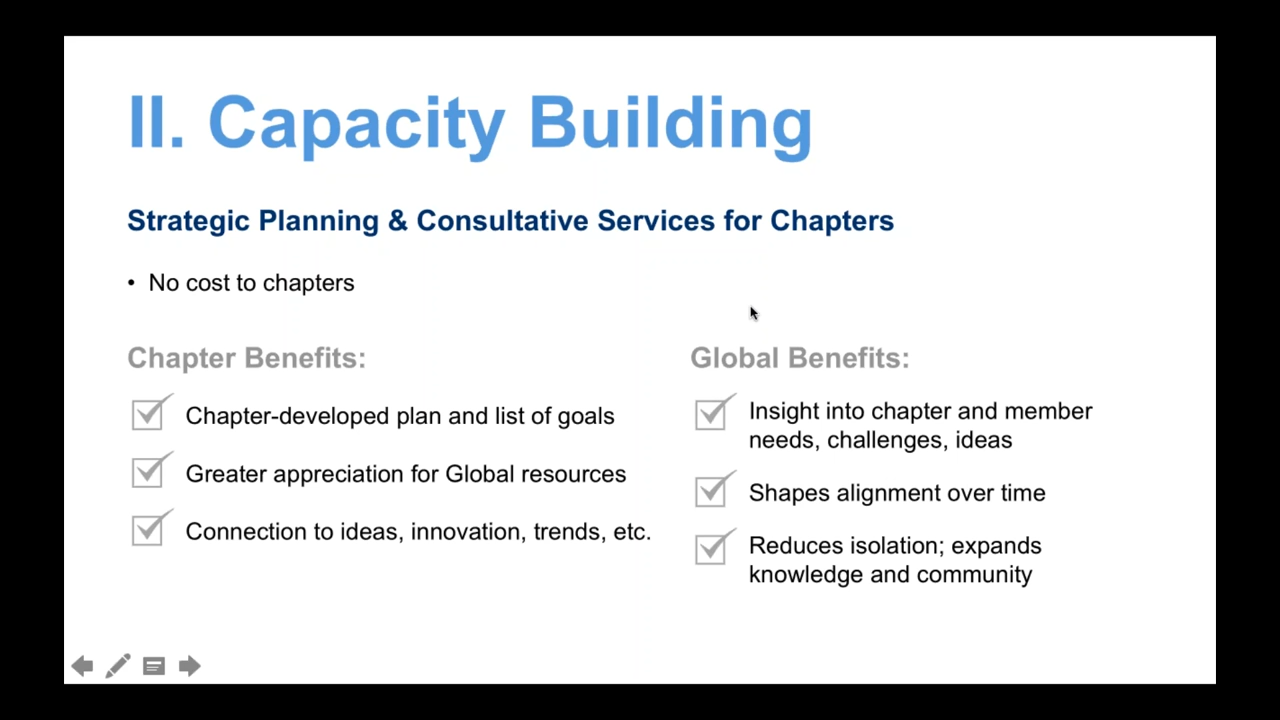 II. Capacity Building
Strategic Planning & Consultative Services for Chapters
• No cost to chapters
Chapter Benefits:
Chapter-developed plan and list of goals
Greater appreciation for Global resources
Connection to ideas, innovation, trends, etc.
Global Benefits:
Insight into chapter and member
needs, challenges, ideas
Shapes alignment over time
Reduces isolation; expands
knowledge and community